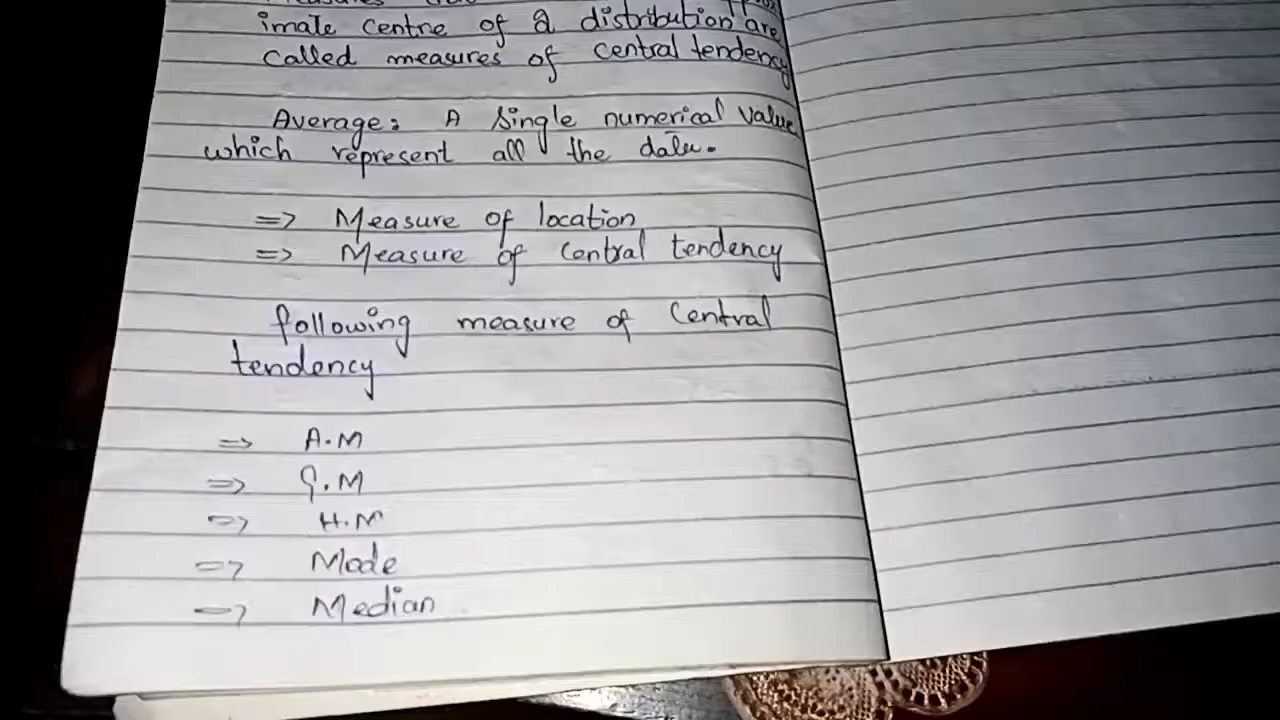 imate centre of a distribution are
called measures of central tendency
Average: A single numerical value
which represent all the data.
=> Measure of location
=> Measure of central tendency
following measure of central
tendency
=> A.M
=> G.M
=> H.M
=> Mode
=> Median